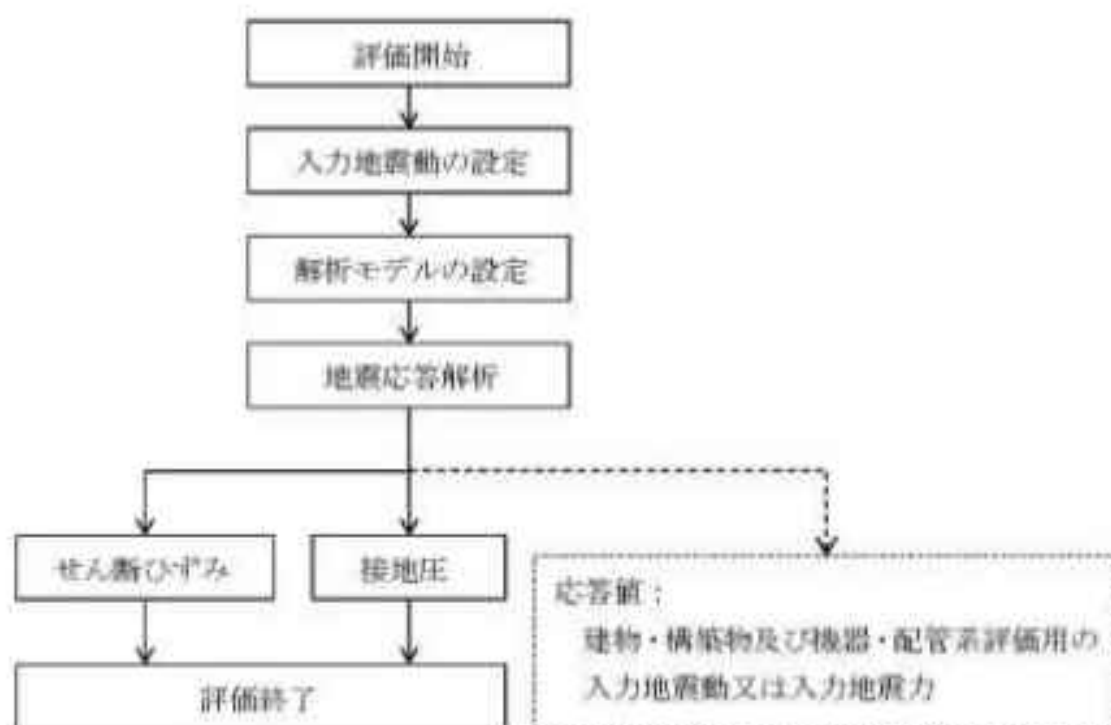 評価開始
入力地震動の設定
解析モデルの設定
地震応答解析
せん断ひずみ
接地圧
応答値；
建物・構築物及び機器・配管系評価用の
入力地震動又は入力地震力
評価終了